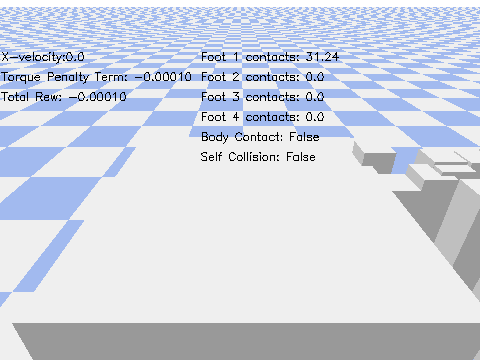 X-velocity:0.0
Torque Penalty Term: -0.00010
Total Rew: -0.00010
Foot 1 contacts: 31.24
Foot 2 contacts: 0.0
Foot 3 contacts: 0.0
Foot 4 contacts: 0.0
Body Contact: False
Self Collision: False